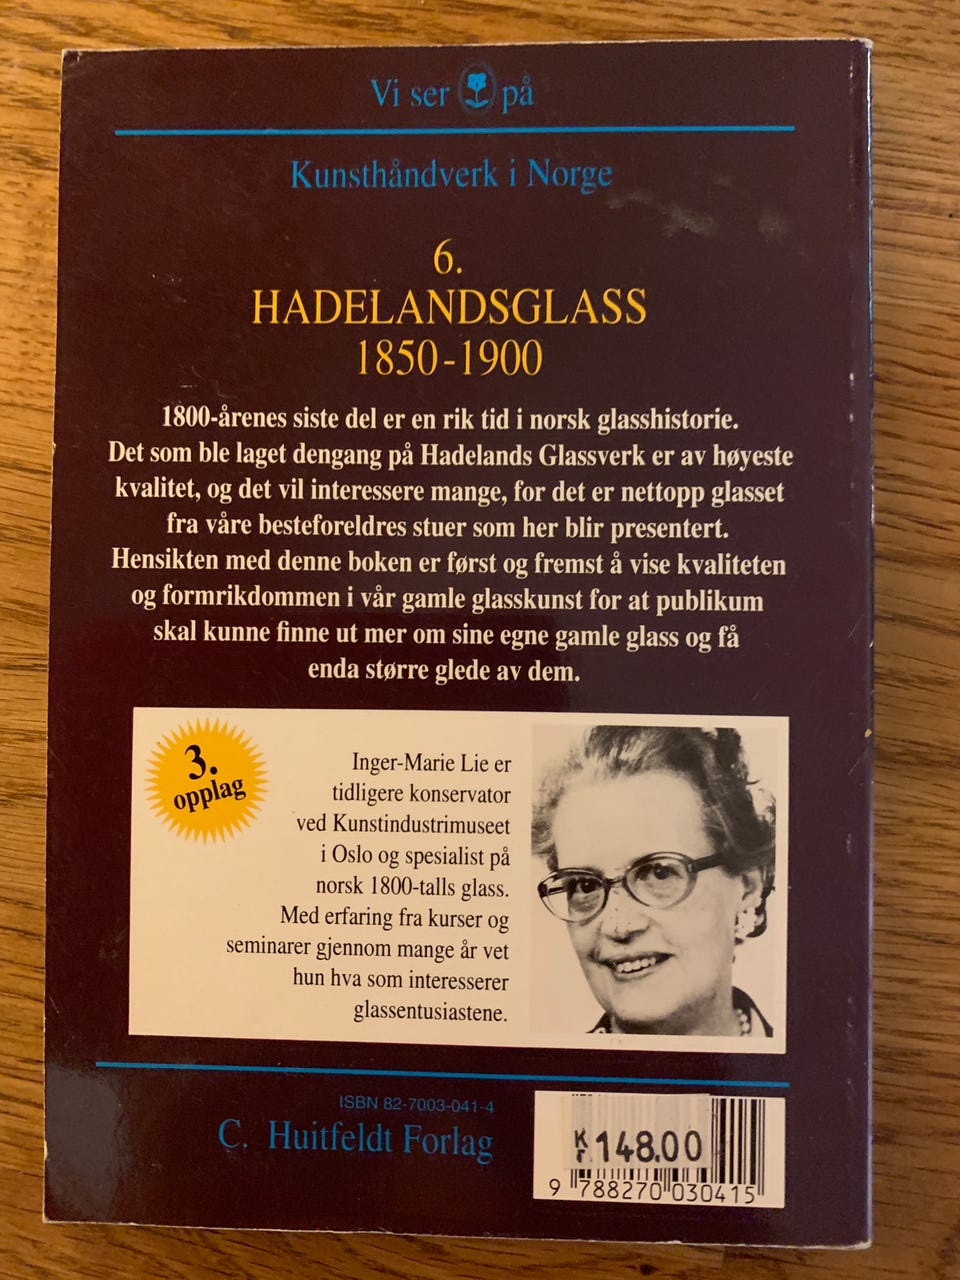 Vi ser på
Kunsthåndverk i Norge
6.
HADELANDSGLASS
1850-1900
1800-årenes siste del er en rik tid i norsk glasshistorie.
Det som ble laget dengang på Hadelands Glassverk er av høyeste
kvalitet, og det vil interessere mange, for det er nettopp glasset
fra våre besteforeldres stuer som her blir presentert.
Hensikten med denne boken er først og fremst å vise kvaliteten
og formrikdommen i vår gamle glasskunst for at publikum
skal kunne finne ut mer om sine egne gamle glass og få
enda større glede av dem.
3.
opplag
Inger-Marie Lie er
tidligere konservator
ved Kunstindustrimuseet
i Oslo og spesialist på
norsk 1800-talls glass.
Med erfaring fra kurser og
seminarer gjennom mange år vet
hun hva som interesserer
glassentusiastene.
ISBN 82-7003-041-4
C. Huitfeldt Forlag
Kr. 148.00
9 788270 030415